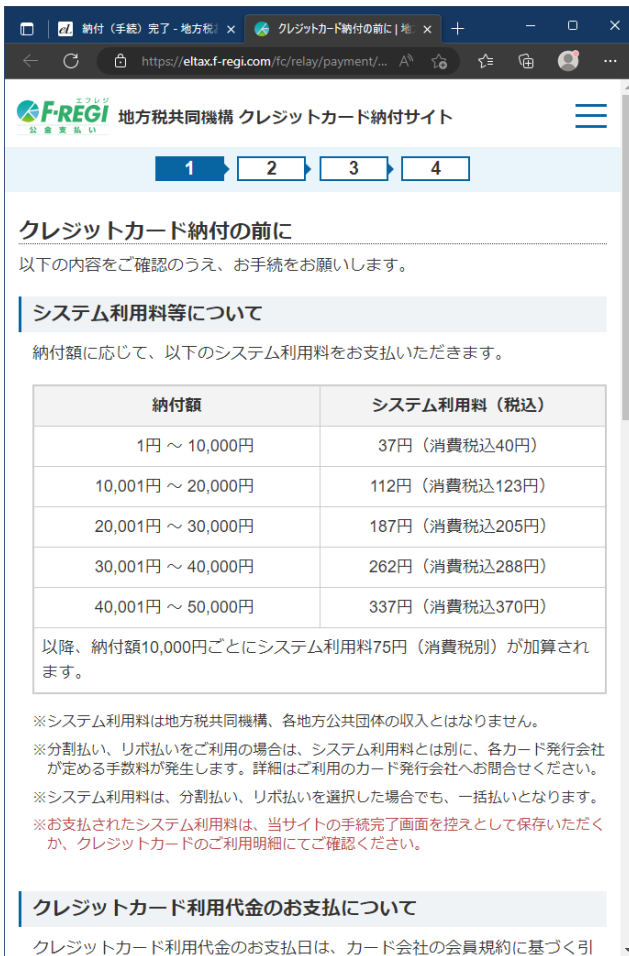 納付（手続）完了 - 地方税
クレジットカード納付の前に | 地
https://eltax.f-regi.com/fc/relay/payment/...
エフレジ
F-REGI
公金支払い
地方税共同機構 クレジットカード納付サイト
1 2 3 4
クレジットカード納付の前に
以下の内容をご確認のうえ、お手続をお願いします。
システム利用料等について
納付額に応じて、以下のシステム利用料をお支払いただきます。
納付額 システム利用料（税込）
1円 ～ 10,000円 37円（消費税込40円）
10,001円 ～ 20,000円 112円（消費税込123円）
20,001円 ～ 30,000円 187円（消費税込205円）
30,001円 ～ 40,000円 262円（消費税込288円）
40,001円 ～ 50,000円 337円（消費税込370円）
以降、納付額10,000円ごとにシステム利用料75円（消費税別）が加算され
ます。
※システム利用料は地方税共同機構、各地方公共団体の収入とはなりません。
※分割払い、リボ払いをご利用の場合は、システム利用料とは別に、各カード発行会社
が定める手数料が発生します。詳細はご利用のカード発行会社へお問合せください。
※システム利用料は、分割払い、リボ払いを選択した場合でも、一括払いとなります。
※お支払されたシステム利用料は、当サイトの手続完了画面を控えとして保存いただく
か、クレジットカードのご利用明細にてご確認ください。
クレジットカード利用代金のお支払について
クレジットカード利用代金のお支払日は、カード会社の会員規約に基づく引